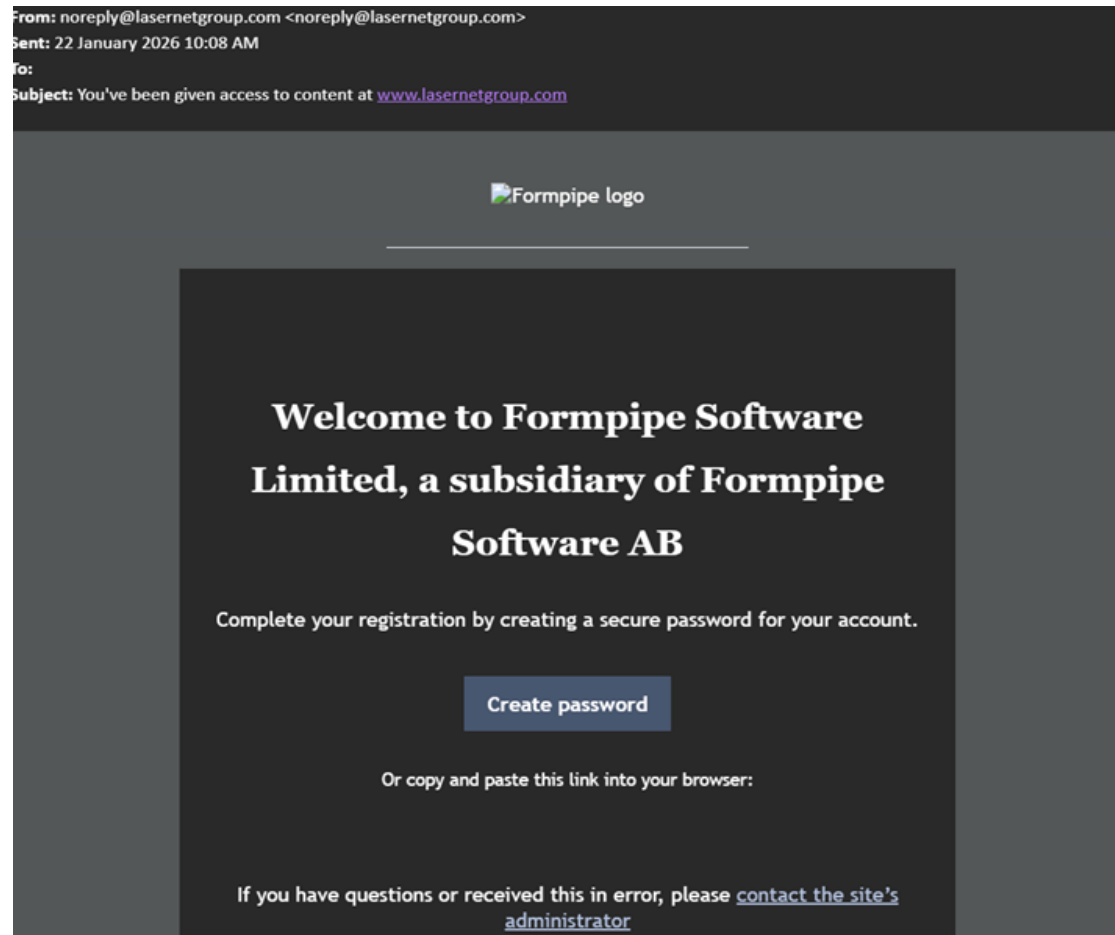 From: noreply@lasernetgroup.com <noreply@lasernetgroup.com>
Sent: 22 January 2026 10:08 AM
To:
Subject: You've been given access to content at www.lasernetgroup.com
Formpipe logo
Welcome to Formpipe Software
Limited, a subsidiary of Formpipe
Software AB
Complete your registration by creating a secure password for your account.
Create password
Or copy and paste this link into your browser:
If you have questions or received this in error, please contact the site’s
administrator